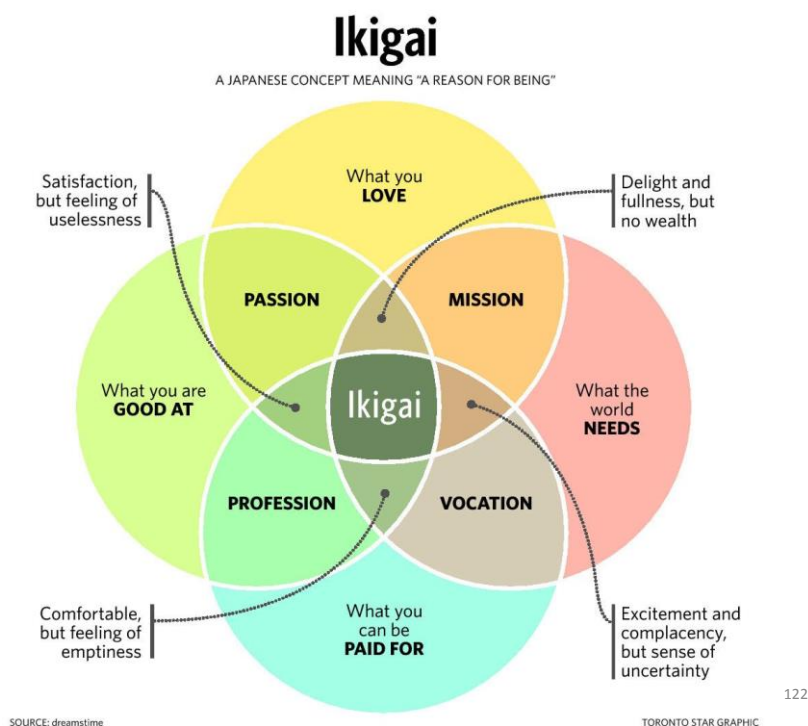 Ikigai
A JAPANESE CONCEPT MEANING “A REASON FOR BEING”
What you
LOVE
Satisfaction,
but feeling of
uselessness
Delight and
fullness, but
no wealth
PASSION
MISSION
What you are
GOOD AT
Ikigai
What the
world
NEEDS
PROFESSION
VOCATION
Comfortable,
but feeling of
emptiness
What you
can be
PAID FOR
Excitement and
complacency,
but sense of
uncertainty
122
SOURCE: dreamstime
TORONTO STAR GRAPHIC